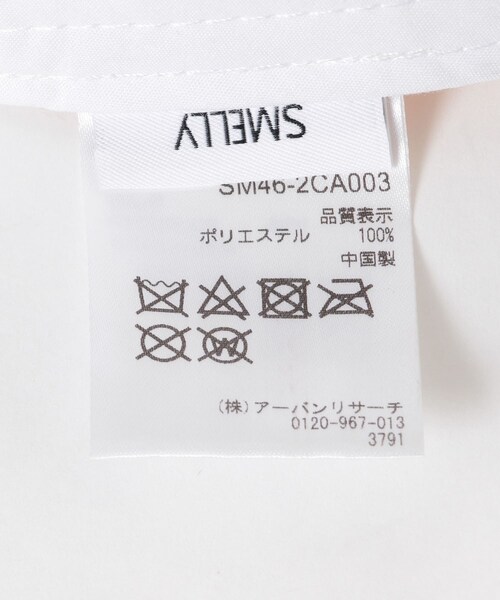 SMELLY
SM46-2CA003
品質表示
ポリエステル 100%
中国製
W
(株)アーバンリサーチ
0120-967-013
3791